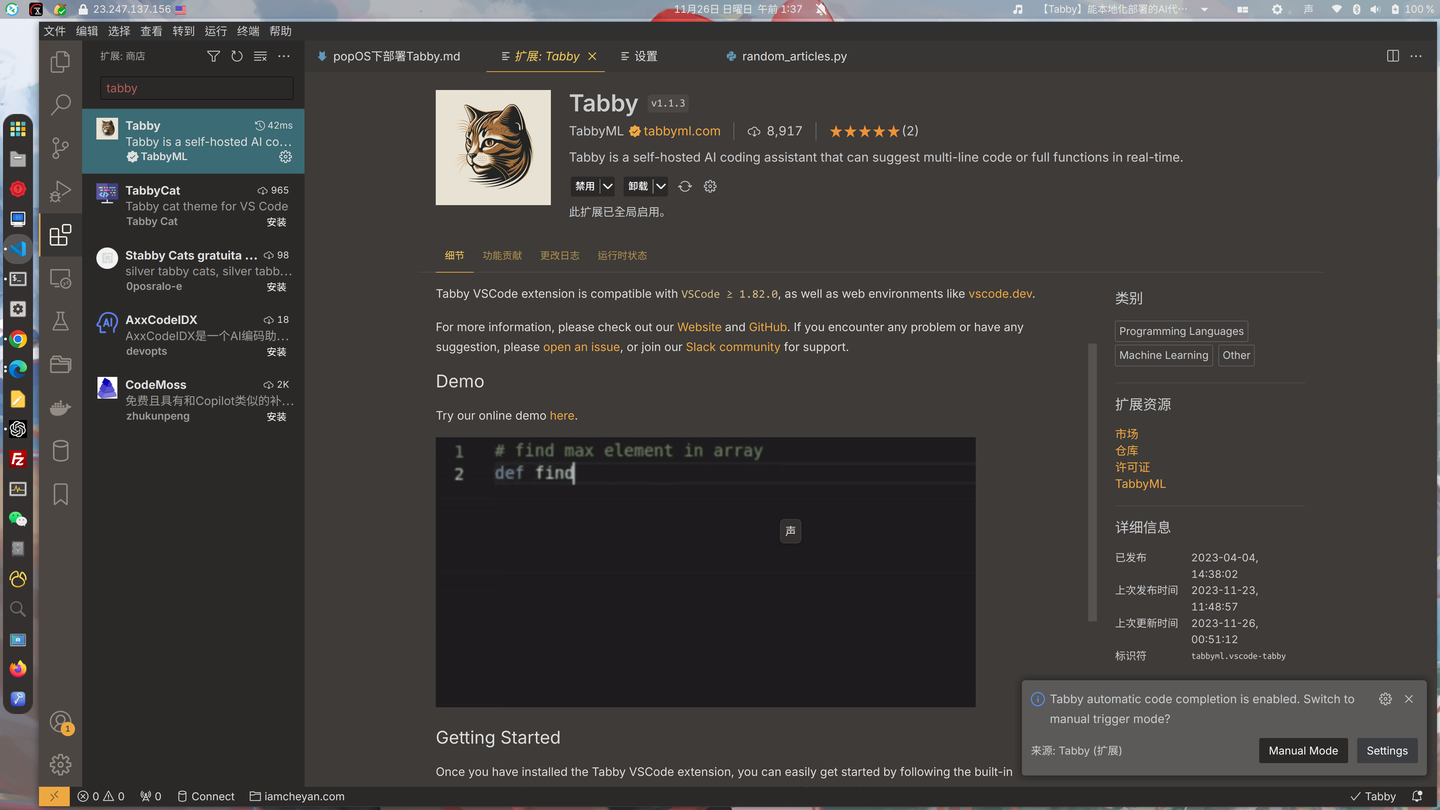 23.247.137.156
11月26日 日曜日 午前 1:37
【Tabby】能本地化部署的AI代…
声
100 %
文件 编辑 选择 查看 转到 运行 终端 帮助
扩展: 商店
tabby
Tabby
42ms
Tabby is a self-hosted AI co…
TabbyML
TabbyCat
965
Tabby cat theme for VS Code
Tabby Cat
安装
Stabby Cats gratuita …
98
silver tabby cats, silver tabb…
0posralo-e
安装
AxxCodeIDX
18
AxxCodeIDX是一个AI编码助…
devopts
安装
CodeMoss
2K
免费且具有和Copilot类似的补…
zhukunpeng
安装
popOS下部署Tabby.md
扩展: Tabby
设置
random_articles.py
Tabby
v1.1.3
TabbyML tabbyml.com 8,917 (2)
Tabby is a self-hosted AI coding assistant that can suggest multi-line code or full functions in real-time.
禁用 卸载
此扩展已全局启用。
细节 功能贡献 更改日志 运行时状态
Tabby VSCode extension is compatible with VSCode ≥ 1.82.0, as well as web environments like vscode.dev.
For more information, please check out our Website and GitHub. If you encounter any problem or have any
suggestion, please open an issue, or join our Slack community for support.
Demo
Try our online demo here.
1 # find max element in array
2 def find
声
Getting Started
Once you have installed the Tabby VSCode extension, you can easily get started by following the built-in
类别
Programming Languages
Machine Learning Other
扩展资源
市场
仓库
许可证
TabbyML
详细信息
已发布 2023-04-04,
14:38:02
上次发布时间 2023-11-23,
11:48:57
上次更新时间 2023-11-26,
00:51:12
标识符 tabbyml.vscode-tabby
Tabby automatic code completion is enabled. Switch to
manual trigger mode?
来源: Tabby (扩展)
Manual Mode Settings
1
0 0 0 Connect iamcheyan.com
Tabby